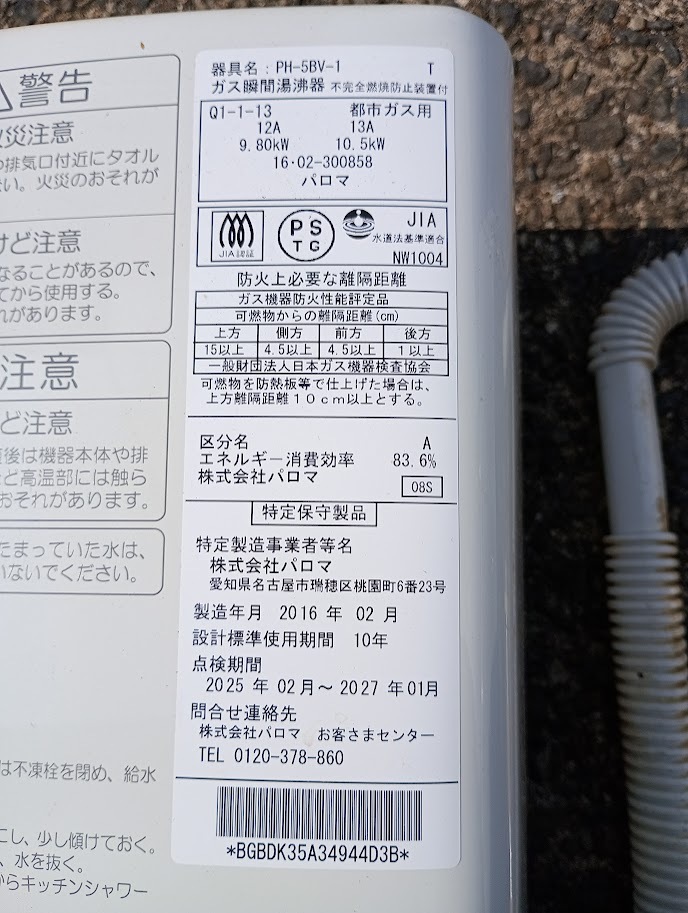 警告
災注意
排気口付近にタオル
い。火災のおそれが
けど注意
なることがあるので、
てから使用する。
れがあります。
注意
ど注意
直後は機器本体や排
ど高温部には触ら
おそれがあります。
たまっていた水は、
いないでください。
は不凍栓を閉め、給水
こし、少し傾けておく。
、水を抜く。
からキッチンシャワー
器具名:PH-5BV-1 T
ガス瞬間湯沸器 不完全燃焼防止装置付
Q1-1-13 都市ガス用
12A 13A
9.80kW 10.5kW
16・02-300858
パロマ
JIA認証
PS
TG
JIA
水道法基準適合
NW1004
防火上必要な離隔距離
ガス機器防火性能評定品
可燃物からの離隔距離(cm)
上方 側方 前方 後方
15以上 4.5以上 4.5以上 1以上
一般財団法人日本ガス機器検査協会
可燃物を防熱板等で仕上げた場合は、
上方離隔距離10cm以上とする。
区分名 A
エネルギー消費効率 83.6%
株式会社パロマ
08S
特定保守製品
特定製造事業者等名
株式会社パロマ
愛知県名古屋市瑞穂区桃園町6番23号
製造年月 2016 年 02 月
設計標準使用期間 10年
点検期間
2025 年 02月~ 2027 年01月
問合せ連絡先
株式会社パロマ お客さまセンター
TEL 0120-378-860
*BGBDK35A34944D3B*